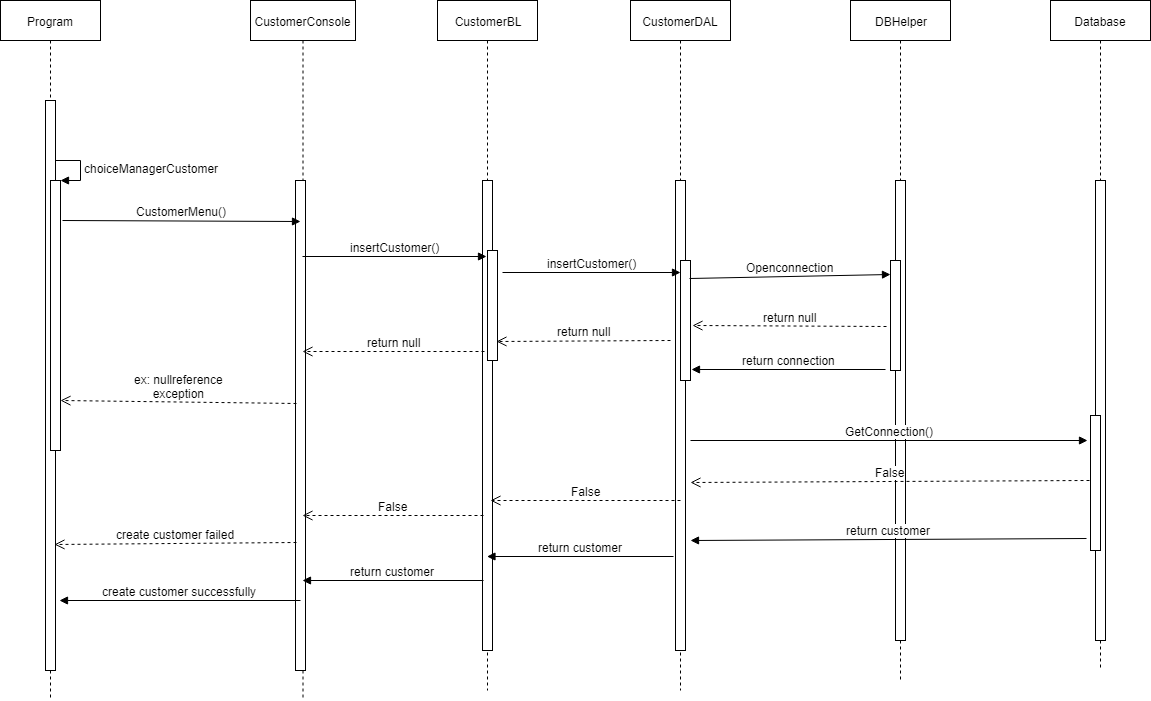 Program
CustomerConsole
CustomerBL
CustomerDAL
DBHelper
Database
choiceManagerCustomer
CustomerMenu()
insertCustomer()
insertCustomer()
Openconnection
return null
return null
return null
return connection
ex: nullreference
exception
GetConnection()
False
False
False
return customer
create customer failed
return customer
return customer
create customer successfully